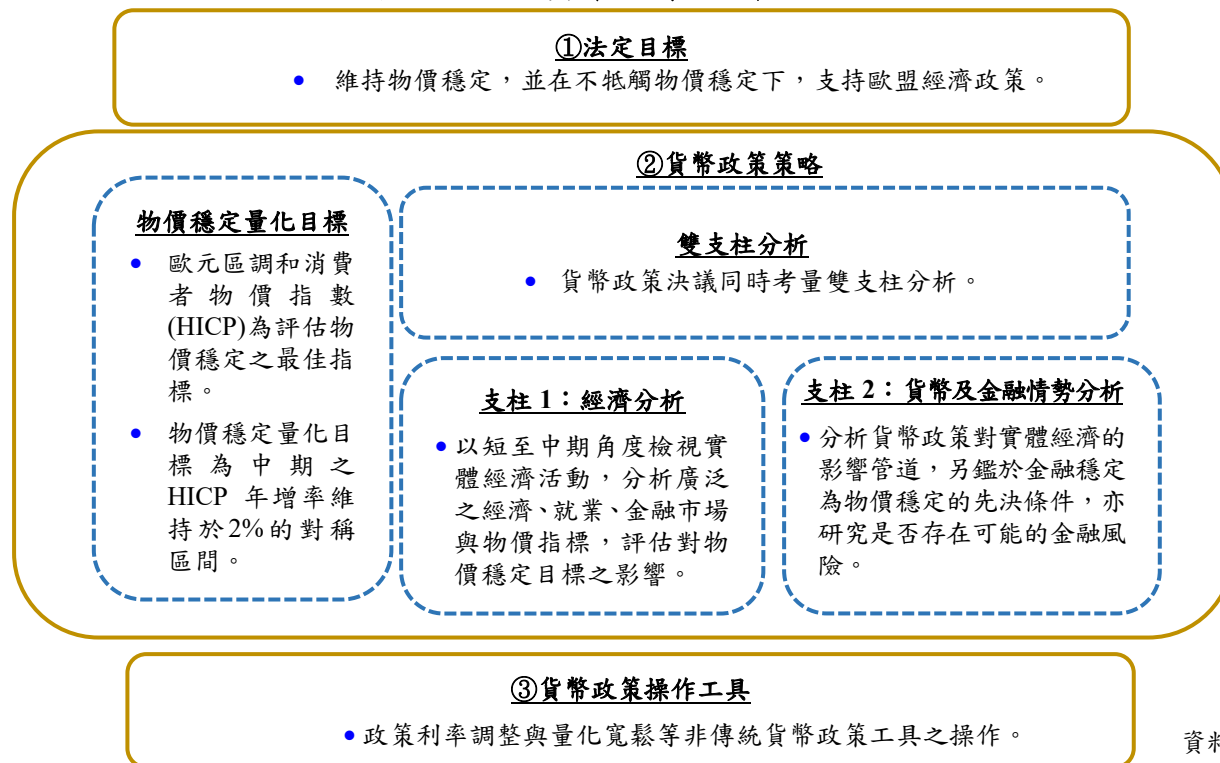 ①法定目標
• 維持物價穩定，並在不牴觸物價穩定下，支持歐盟經濟政策。
②貨幣政策策略
物價穩定量化目標
• 歐元區調和消費
者物價指數
(HICP)為評估物
價穩定之最佳指
標。
• 物價穩定量化目
標為中期之
HICP 年增率維
持於2%的對稱
區間。
雙支柱分析
• 貨幣政策決議同時考量雙支柱分析。
支柱 1：經濟分析
• 以短至中期角度檢視實
體經濟活動，分析廣泛
之經濟、就業、金融市場
與物價指標，評估對物
價穩定目標之影響。
支柱 2：貨幣及金融情勢分析
• 分析貨幣政策對實體經濟的
影響管道，另鑑於金融穩定
為物價穩定的先決條件，亦
研究是否存在可能的金融風
險。
③貨幣政策操作工具
• 政策利率調整與量化寬鬆等非傳統貨幣政策工具之操作。
資料